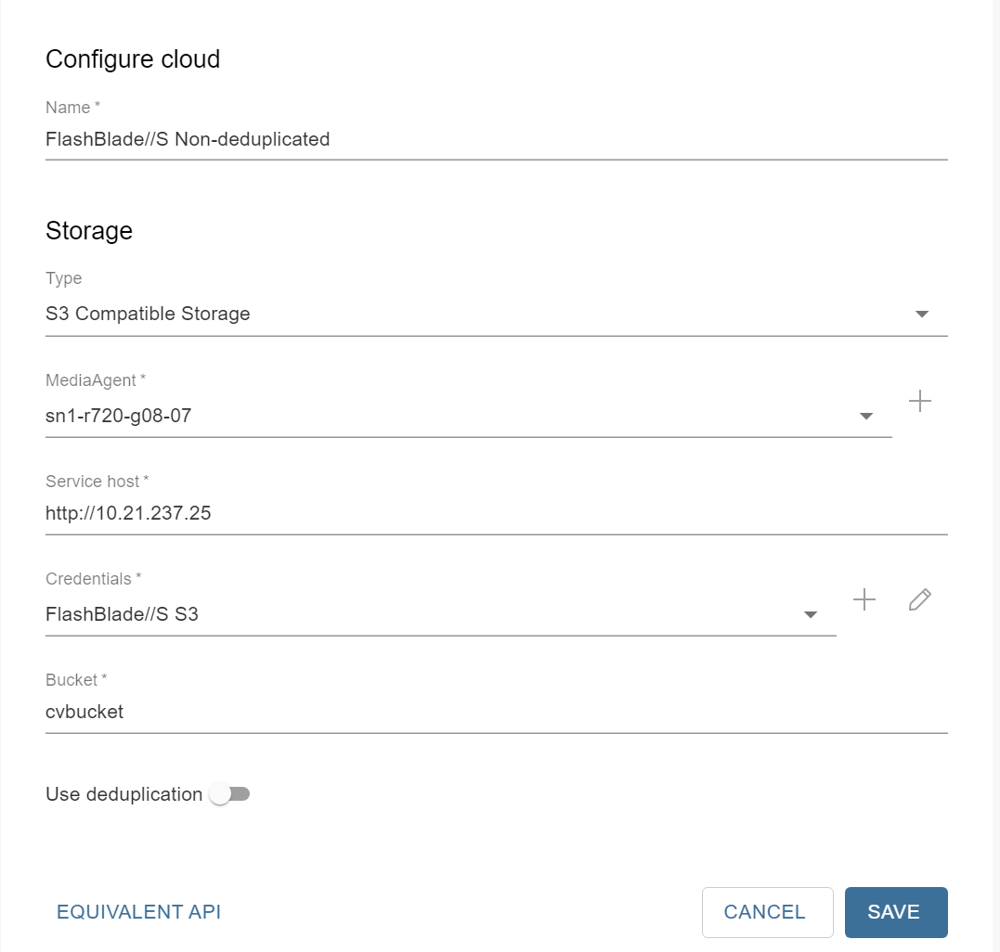 Configure cloud
Name *
FlashBlade//S Non-deduplicated
Storage
Type
S3 Compatible Storage
MediaAgent *
sn1-r720-g08-07
Service host *
http://10.21.237.25
Credentials *
FlashBlade//S S3
Bucket *
cvbucket
Use deduplication
EQUIVALENT API
CANCEL
SAVE